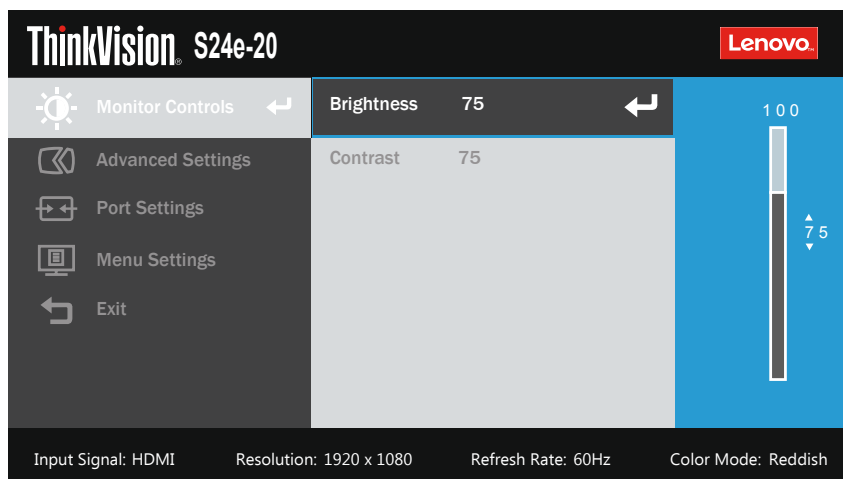 ThinkVision® S24e-20
Lenovo™
Monitor Controls
Advanced Settings
Port Settings
Menu Settings
Exit
Brightness 75
Contrast 75
100
75
Input Signal: HDMI Resolution: 1920 x 1080 Refresh Rate: 60Hz Color Mode: Reddish